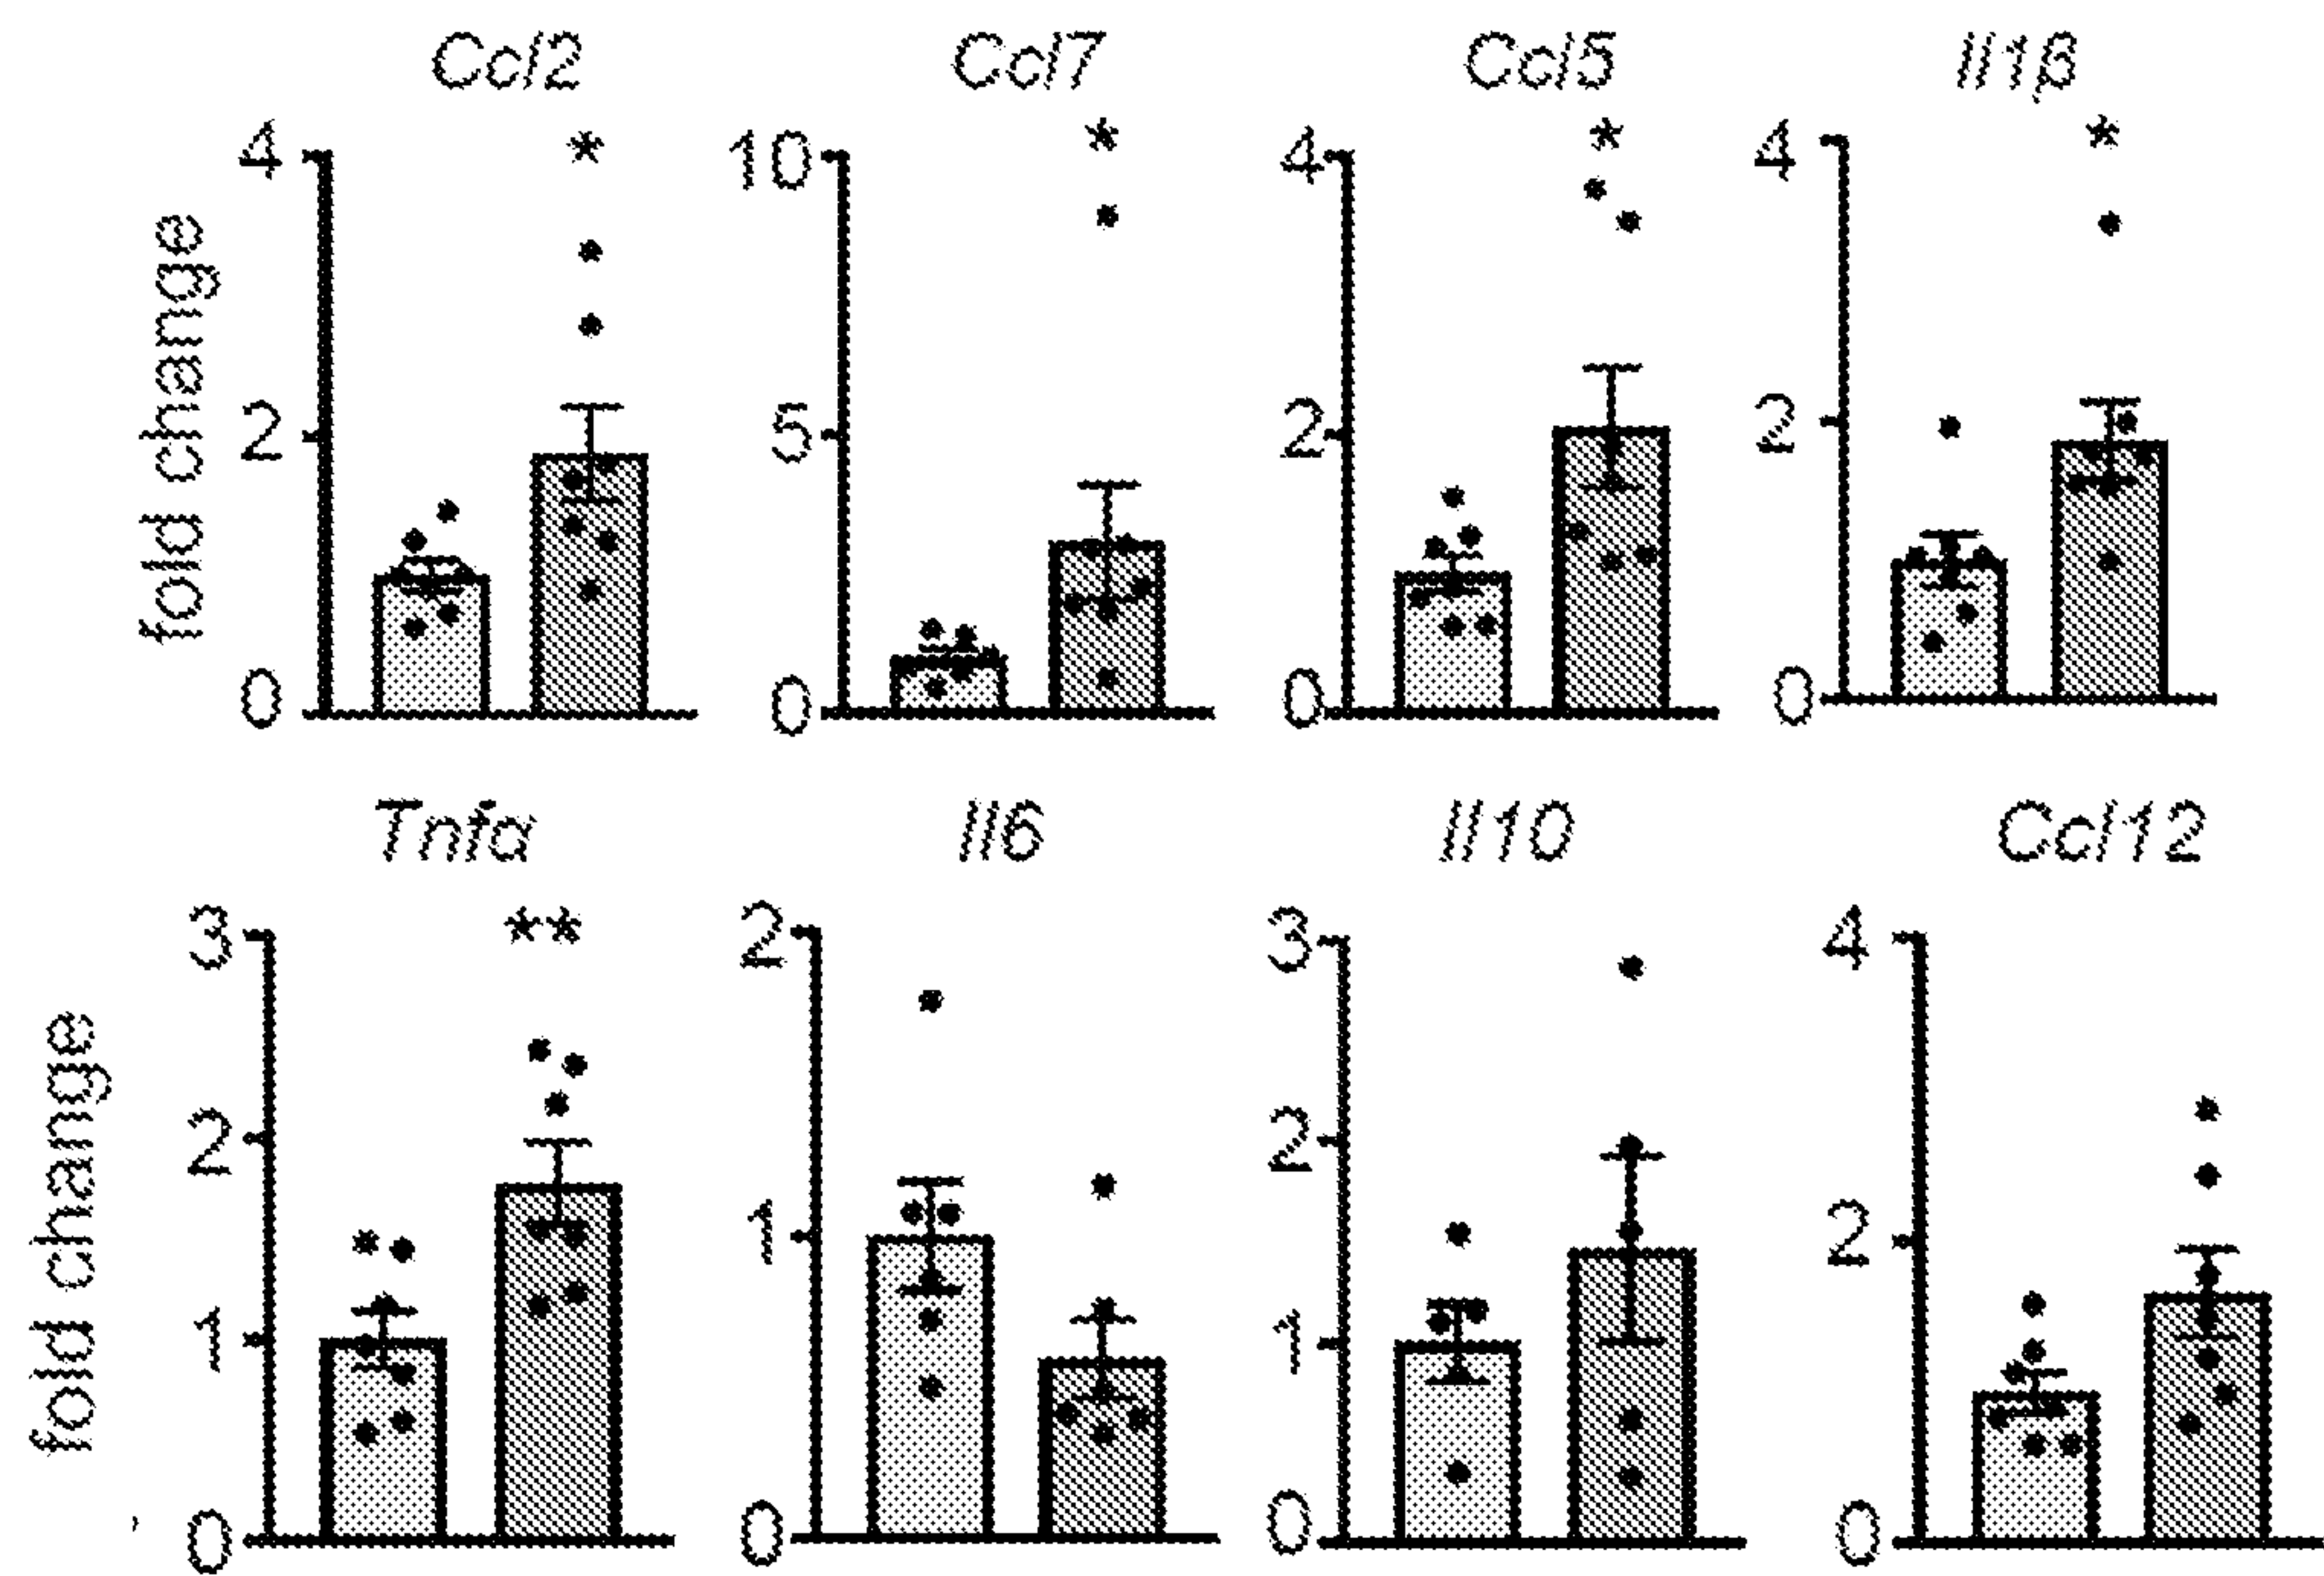 Ccl2 Ccl7 Ccl5 Il1β
4 * 10 * 4 * 4 *
fold change
2 5 2 2
0 0 0 0
Tnfα Il6 Il10 Ccl12
3 ** 2 3 4
fold change
2 1 2 2
1 1
0 0 0 0